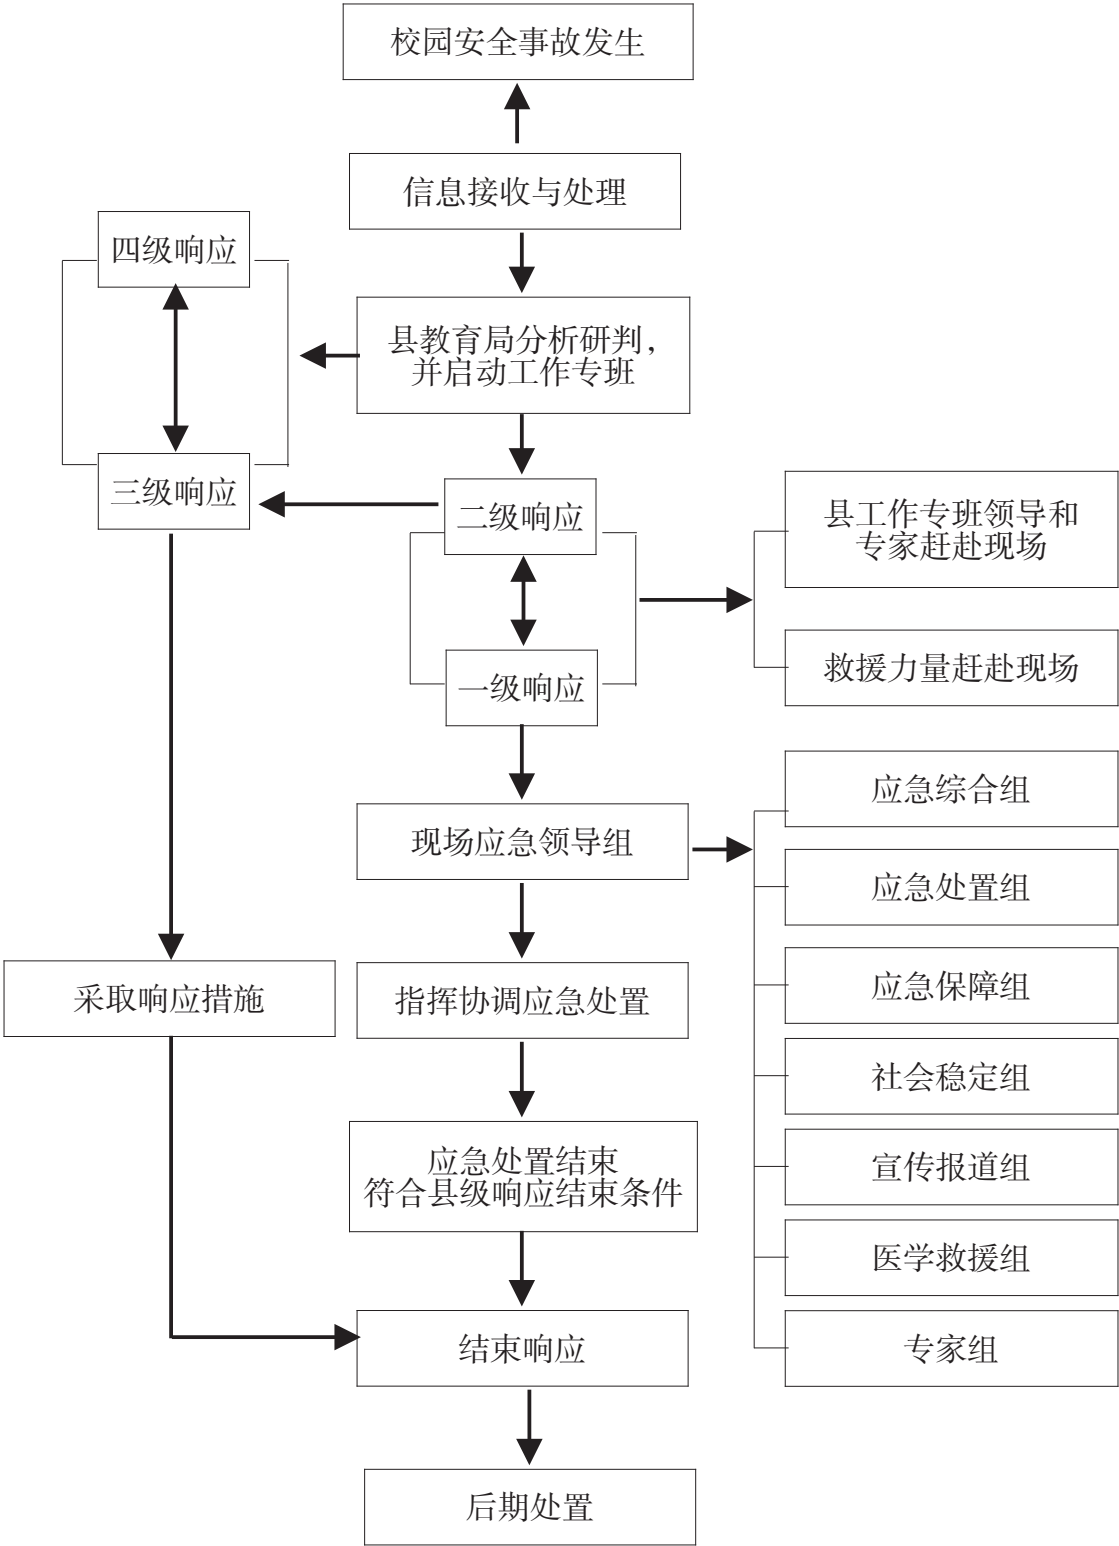 校园安全事故发生
信息接收与处理
四级响应
县教育局分析研判，
并启动工作专班
三级响应
二级响应
县工作专班领导和
专家赶赴现场
一级响应
救援力量赶赴现场
应急综合组
现场应急领导组
应急处置组
采取响应措施
指挥协调应急处置
应急保障组
社会稳定组
应急处置结束
符合县级响应结束条件
宣传报道组
医学救援组
结束响应
专家组
后期处置